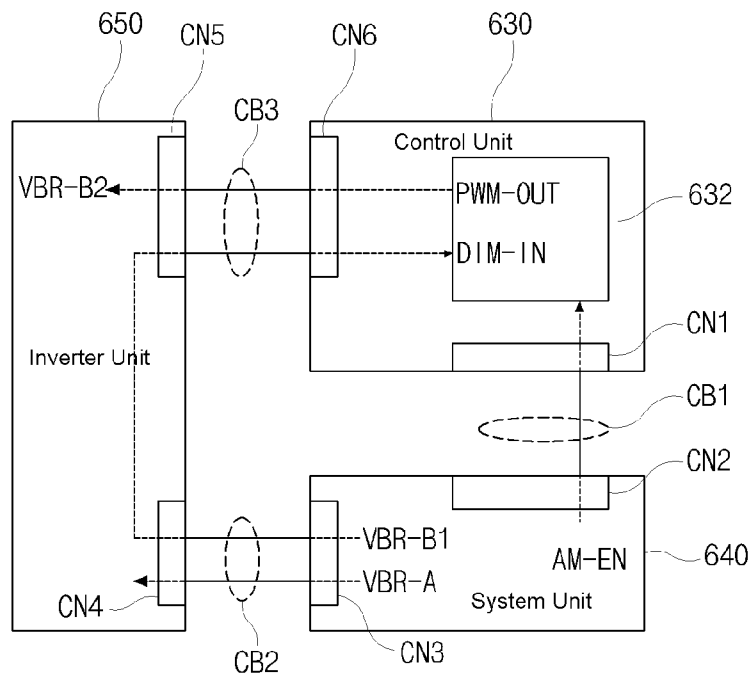 650
CN5
CN6
630
CB3
Control Unit
VBR-B2
PWM-OUT
632
DIM-IN
CN1
Inverter Unit
CB1
CN2
VBR-B1
AM-EN
640
VBR-A
CN4
System Unit
CB2
CN3